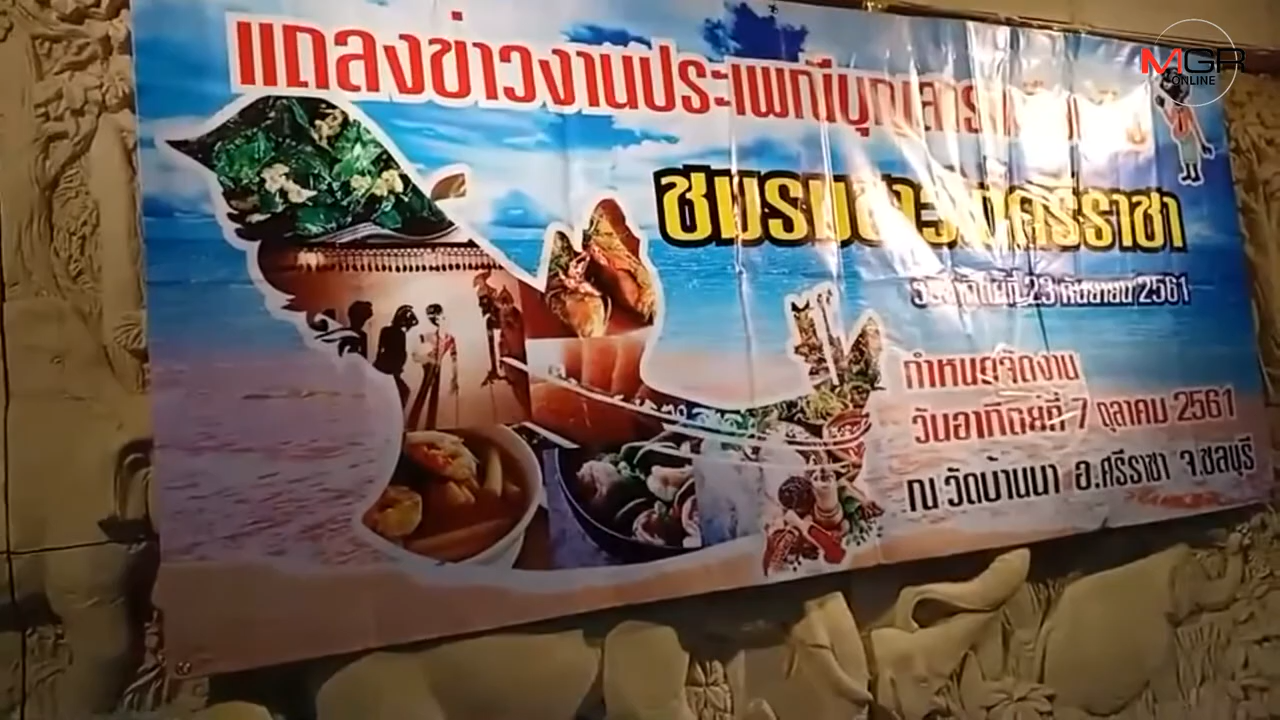 MGR
ONLINE
แถลงข่าวงานประเพณีบุญสารท
ชมรมชาวใต้ศรีราชา
วันอาทิตย์ที่ 23 กันยายน 2561
กำหนดจัดงาน
วันอาทิตย์ที่ 7 ตุลาคม 2561
ณ วัดบ้านนา อ.ศรีราชา จ.ชลบุรี